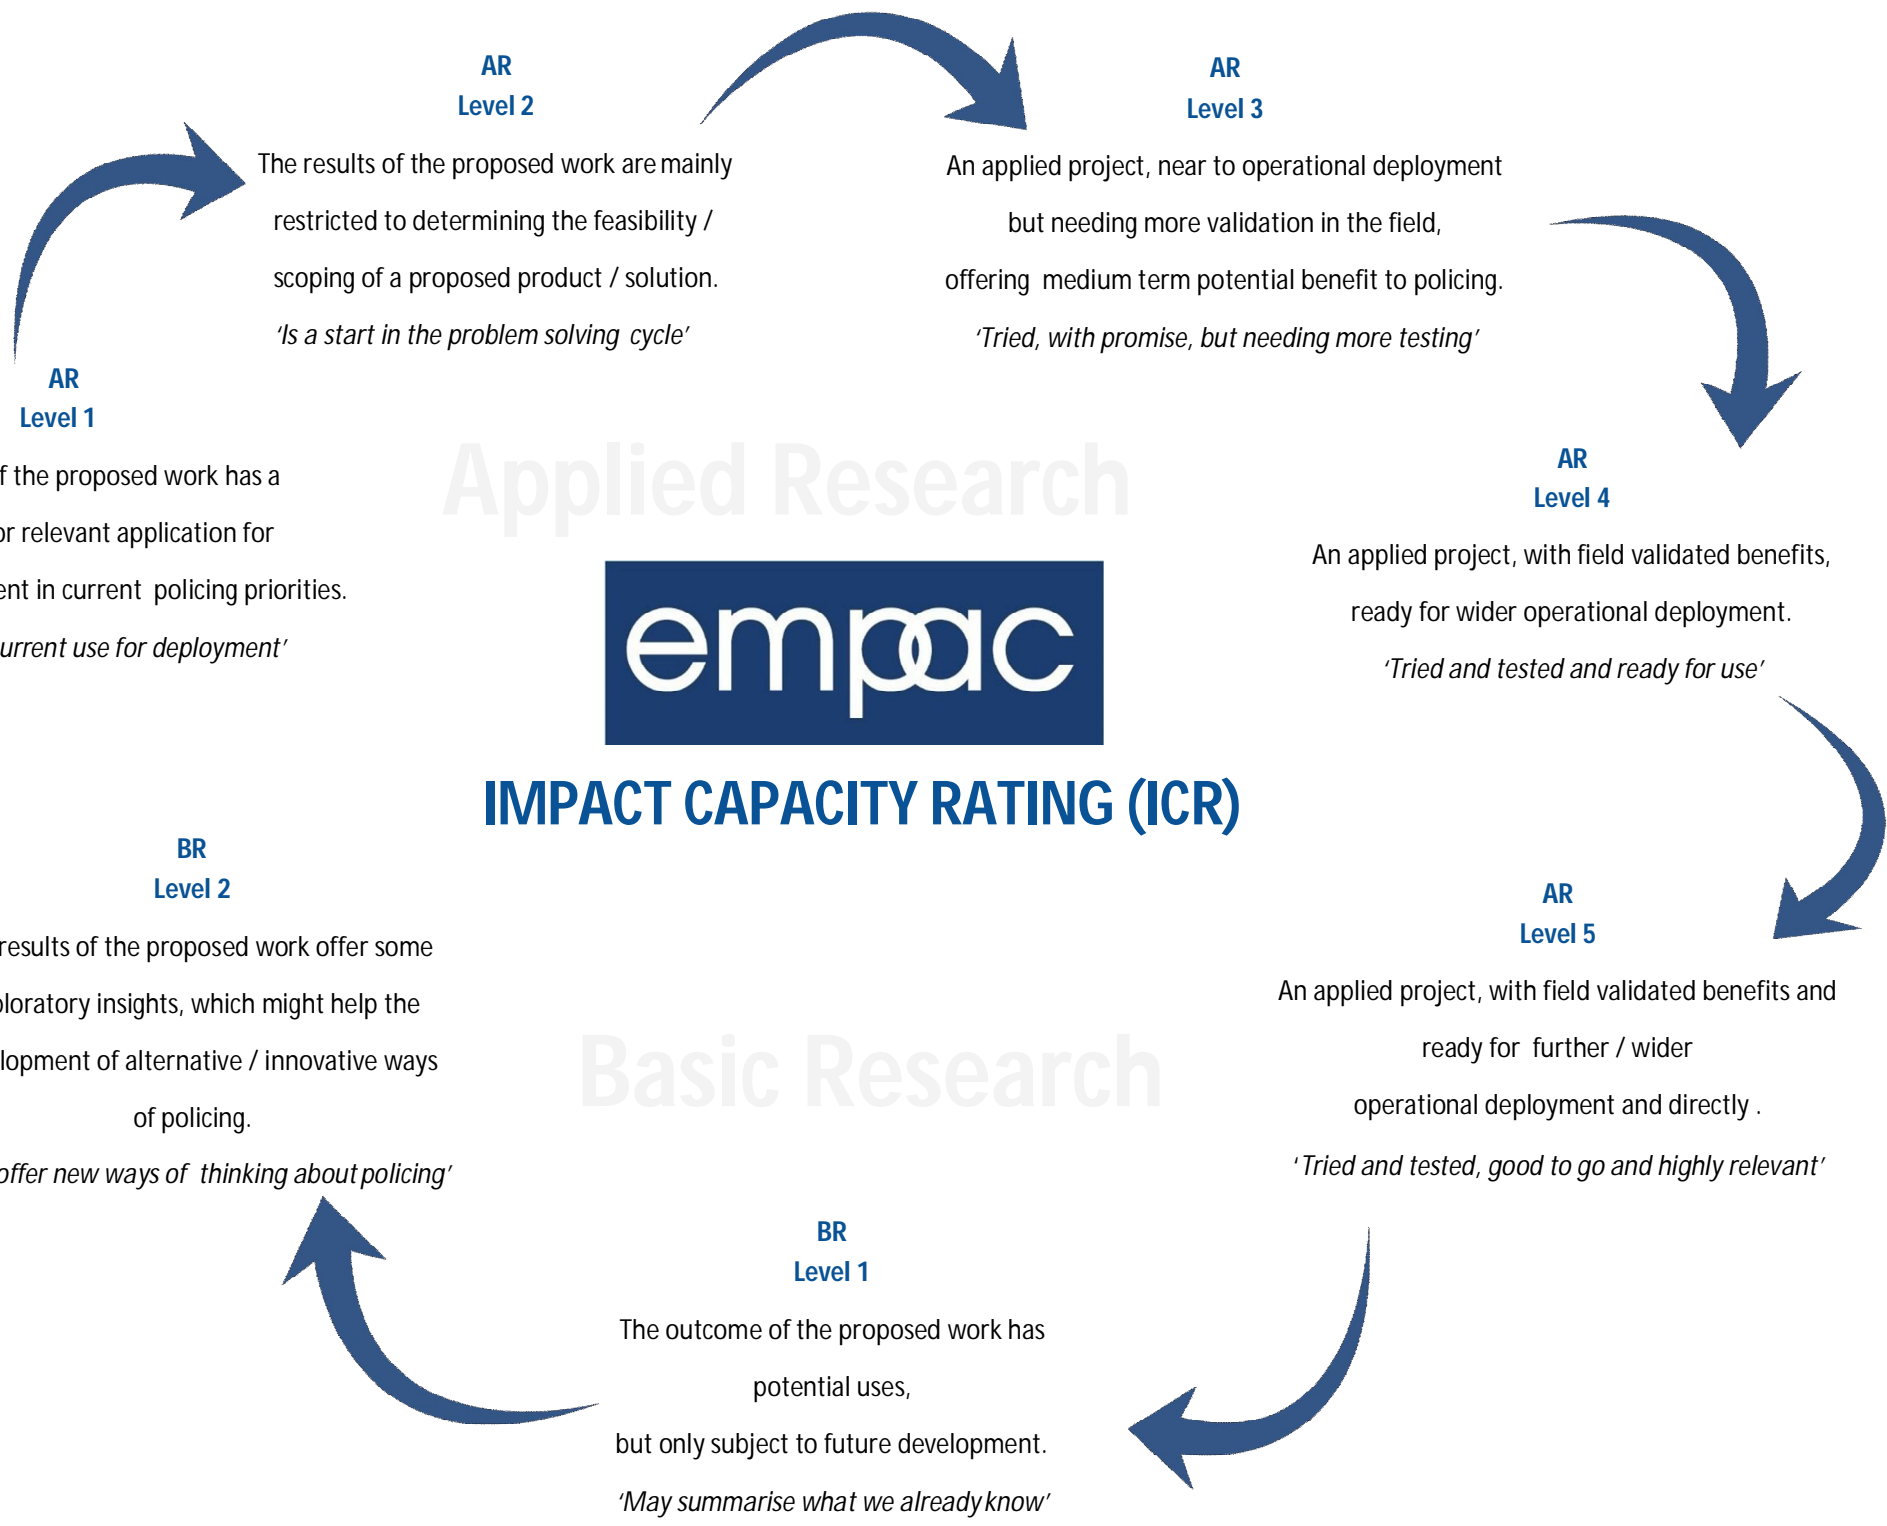 AR
Level 2
The results of the proposed work are mainly
restricted to determining the feasibility /
scoping of a proposed product / solution.
‘Is a start in the problem solving cycle’
AR
Level 3
An applied project, near to operational deployment
but needing more validation in the field,
offering medium term potential benefit to policing.
‘Tried, with promise, but needing more testing’
AR
Level 1
the proposed work has a
or relevant application for
ent in current policing priorities.
urrent use for deployment’
Applied Research
AR
Level 4
An applied project, with field validated benefits,
ready for wider operational deployment.
‘Tried and tested and ready for use’
empac
IMPACT CAPACITY RATING (ICR)
BR
Level 2
results of the proposed work offer some
loratory insights, which might help the
lopment of alternative / innovative ways
of policing.
offer new ways of thinking about policing’
AR
Level 5
An applied project, with field validated benefits and
ready for further / wider
operational deployment and directly .
‘Tried and tested, good to go and highly relevant’
Basic Research
BR
Level 1
The outcome of the proposed work has
potential uses,
but only subject to future development.
‘May summarise what we already know’